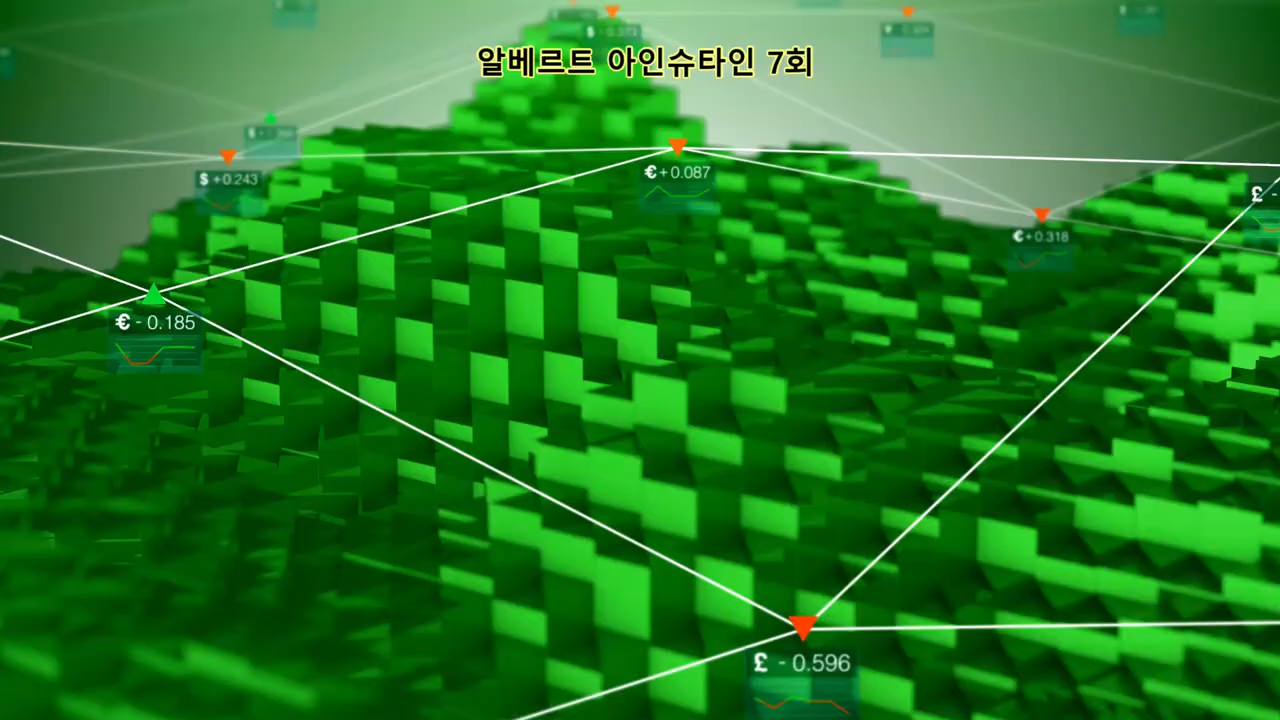 알베르트 아인슈타인 7회
$ +0.243
€+0.087
€+0.318
£ -
€ - 0.185
£ - 0.596